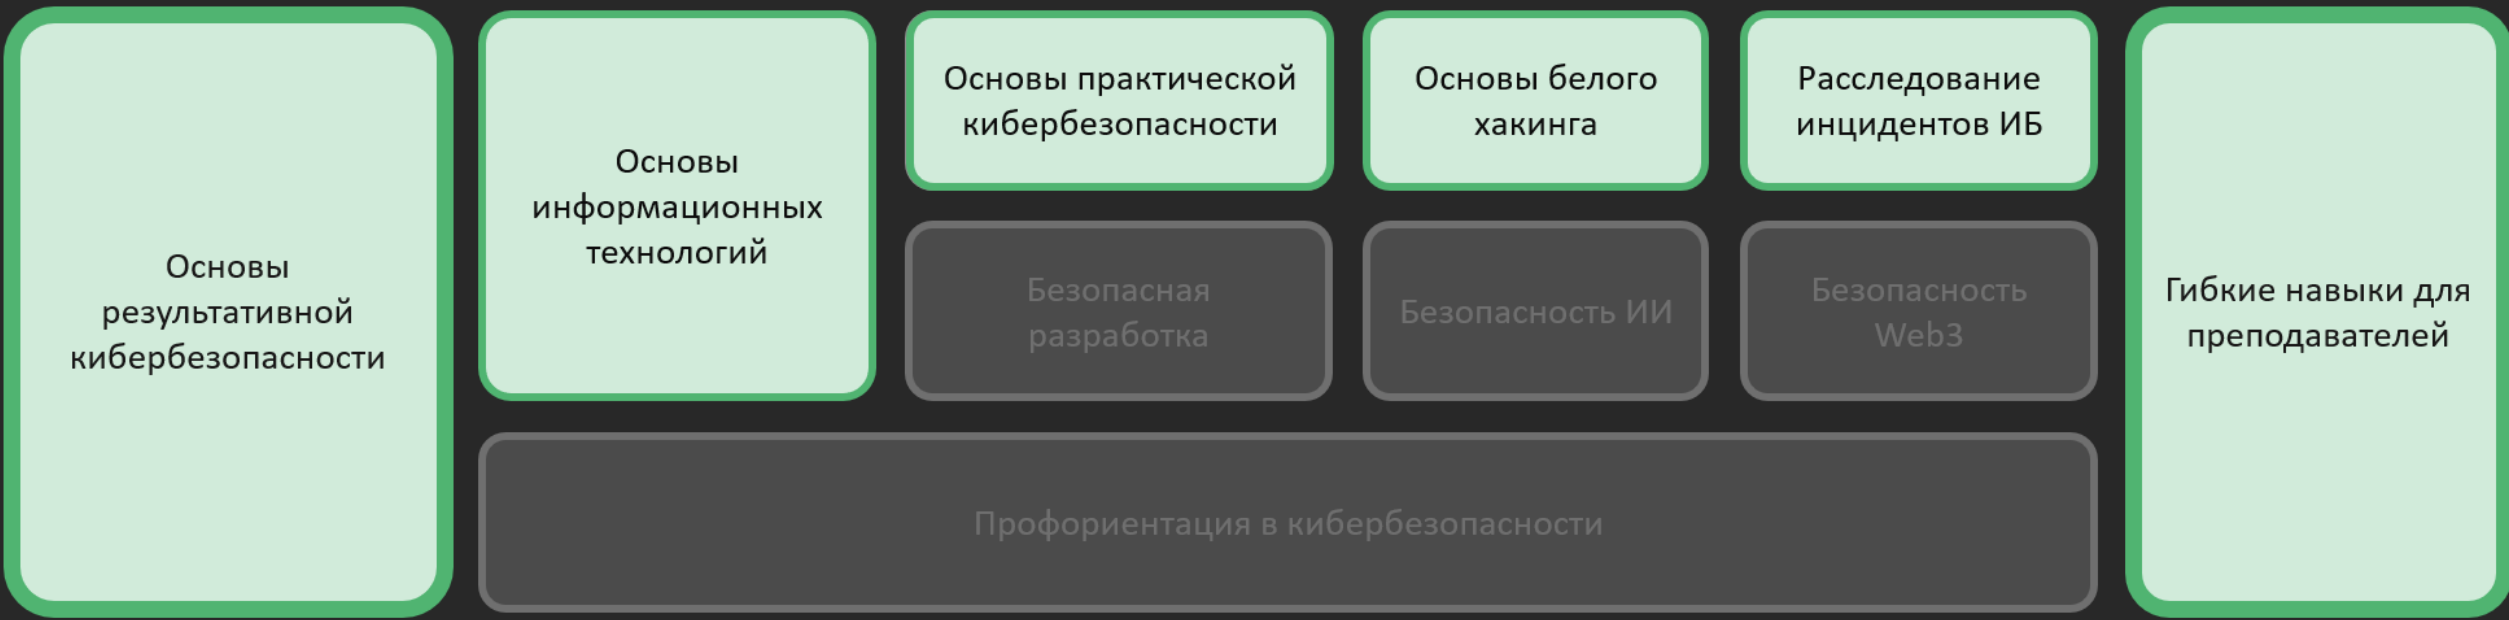 Основы
результативной
кибербезопасности
Основы
информационных
технологий
Основы практической
кибербезопасности
Основы белого
хакинга
Расследование
инцидентов ИБ
Безопасная
разработка
Безопасность ИИ
Безопасность
Web3
Профориентация в кибербезопасности
Гибкие навыки для
преподавателей